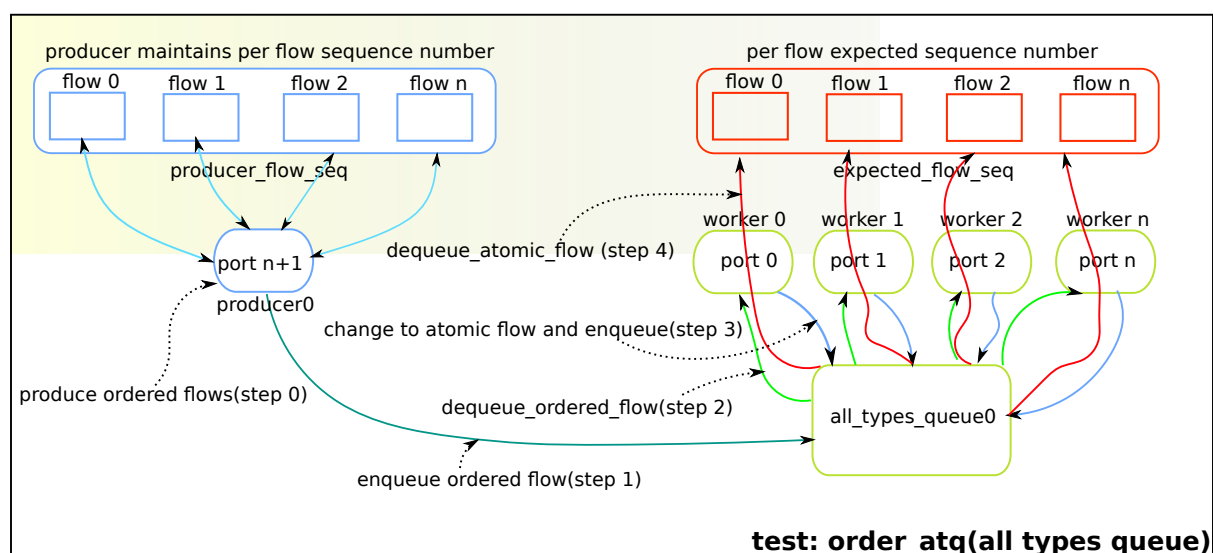 producer maintains per flow sequence number
flow 0
flow 1
flow 2
flow n
producer_flow_seq
per flow expected sequence number
flow 0
flow 1
flow 2
flow n
expected_flow_seq
worker 0
worker 1
worker 2
worker n
port 0
port 1
port 2
port n
dequeue_atomic_flow (step 4)
port n+1
producer0
change to atomic flow and enqueue(step 3)
produce ordered flows(step 0)
dequeue_ordered_flow(step 2)
all_types_queue0
enqueue ordered flow(step 1)
test: order_atq(all types queue)